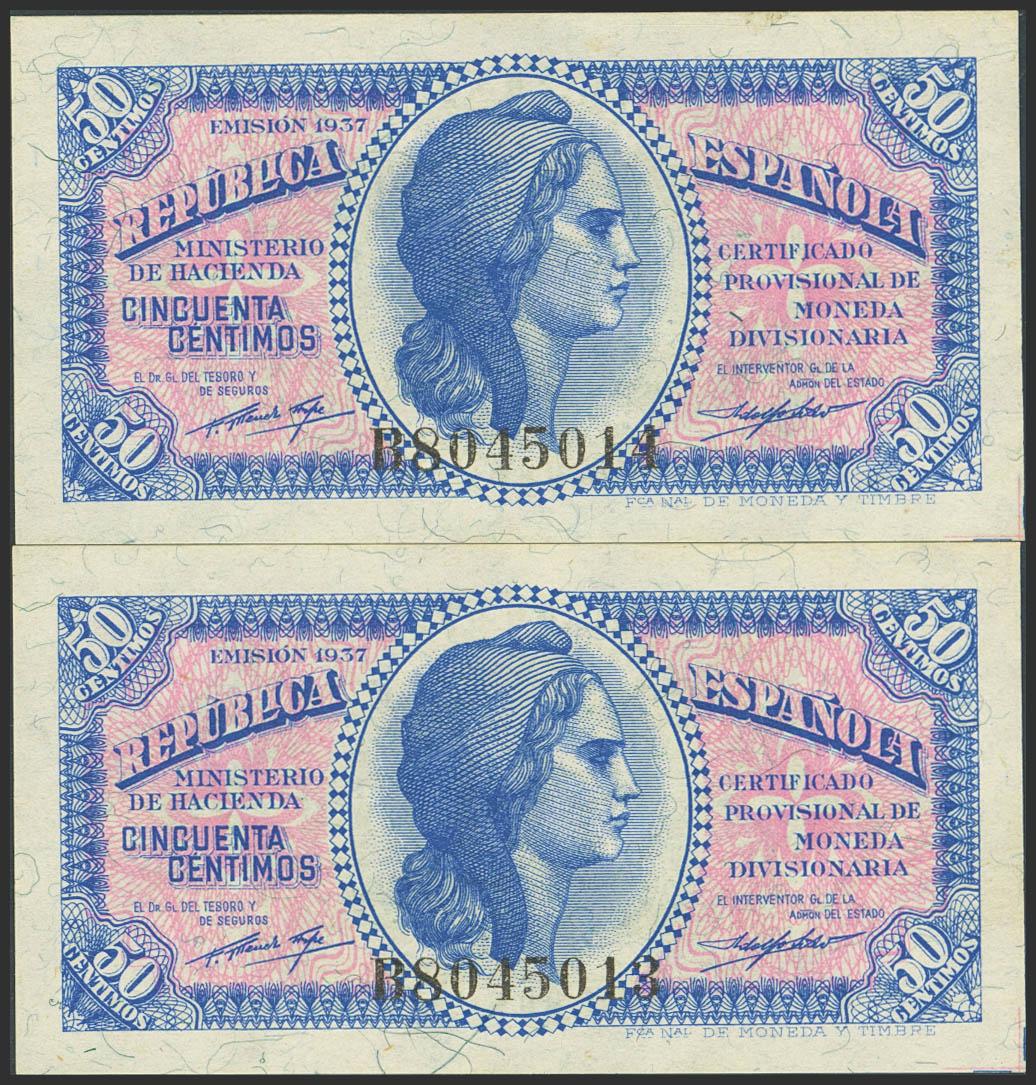 50 CENTIMOS
50 CENTIMOS
EMISIÓN 1937
REPÚBLICA
ESPAÑOLA
MINISTERIO
DE HACIENDA
CINCUENTA
CÉNTIMOS
CERTIFICADO
PROVISIONAL DE
MONEDA
DIVISIONARIA
EL DR. GL. DEL TESORO Y
DE SEGUROS
EL INTERVENTOR GL. DE LA
ADMON DEL ESTADO
50 CENTIMOS
B8045014
50 CENTIMOS
FCA NAL DE MONEDA Y TIMBRE
50 CENTIMOS
50 CENTIMOS
EMISIÓN 1937
REPÚBLICA
ESPAÑOLA
MINISTERIO
DE HACIENDA
CINCUENTA
CÉNTIMOS
CERTIFICADO
PROVISIONAL DE
MONEDA
DIVISIONARIA
EL DR. GL. DEL TESORO Y
DE SEGUROS
EL INTERVENTOR GL. DE LA
ADMON DEL ESTADO
50 CENTIMOS
B8045013
50 CENTIMOS
FCA NAL DE MONEDA Y TIMBRE